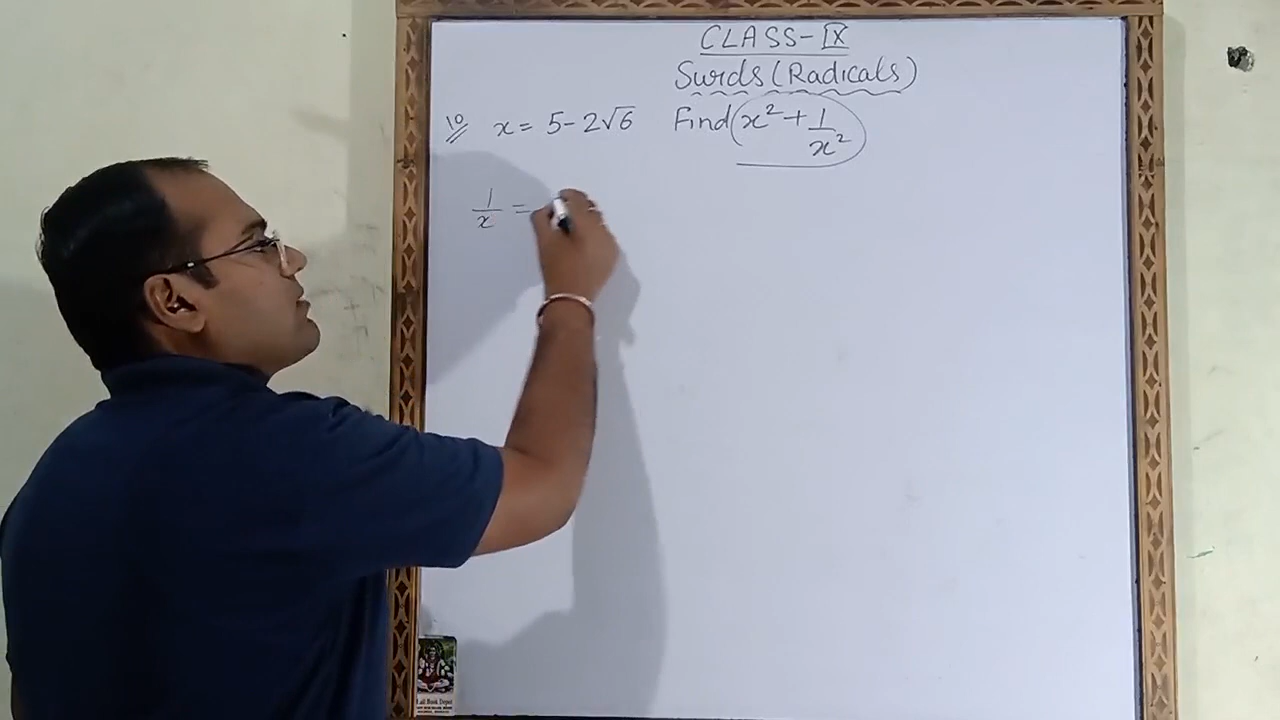 CLASS-IX
Surds (Radicals)
10 x = 5-2√6 Find x² + 1/x²
1/x =